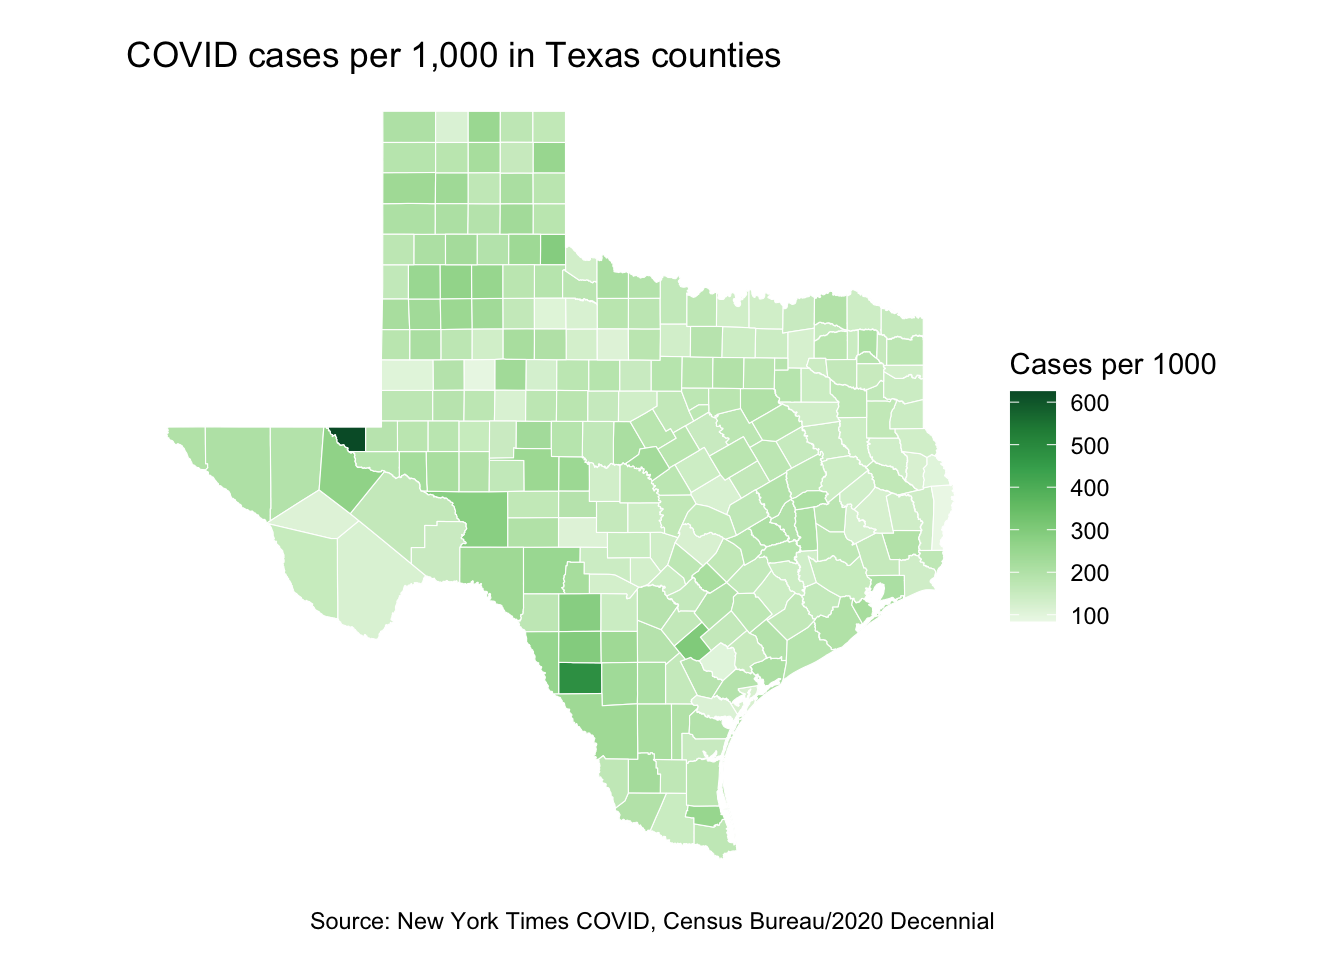 COVID cases per 1,000 in Texas counties
Cases per 1000
600
500
400
300
200
100
Source: New York Times COVID, Census Bureau/2020 Decennial